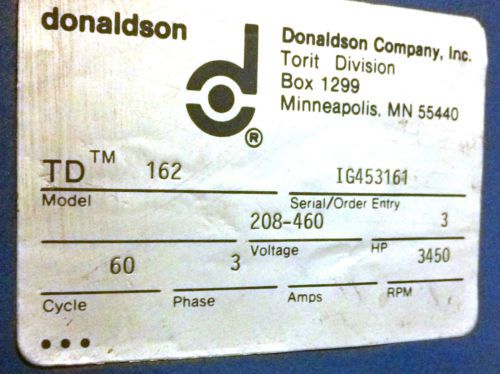 donaldson
Donaldson Company, Inc.
Torit Division
Box 1299
Minneapolis, MN 55440
®
TD™ 162
IG453161
Model
Serial/Order Entry
208-460
3
Voltage
HP
60
3
3450
Cycle
Phase
Amps
RPM